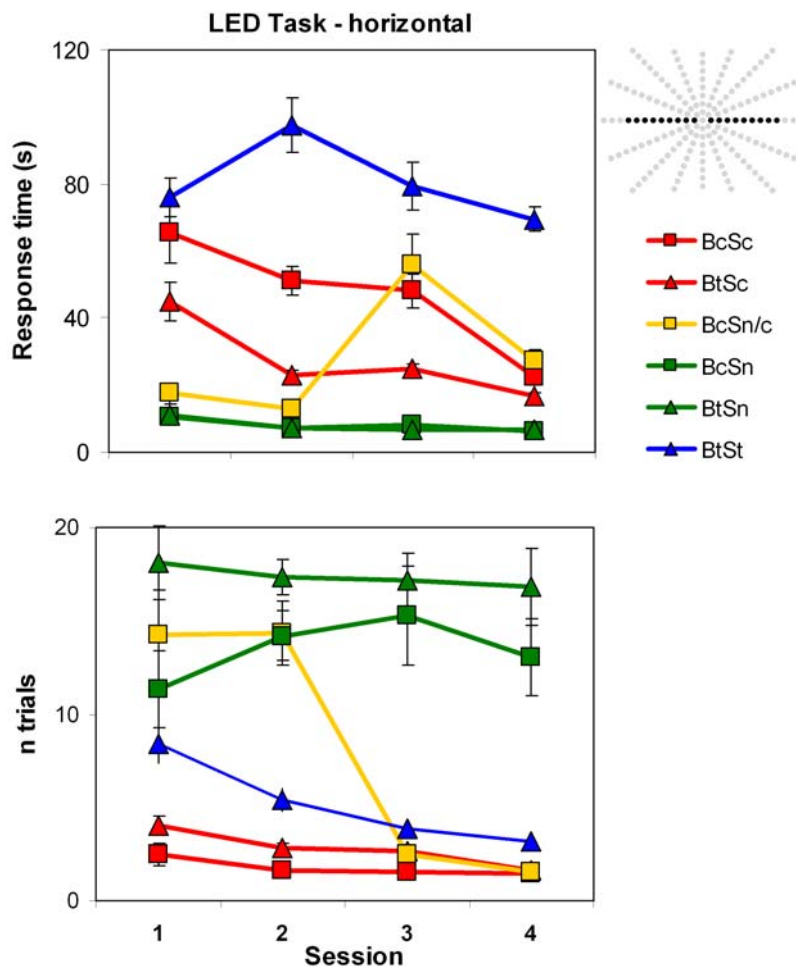 LED Task - horizontal
120
80
40
0
Response time (s)
BcSc
BtSc
BcSn/c
BcSn
BtSn
BtSt
20
10
0
n trials
1 2 3 4
Session